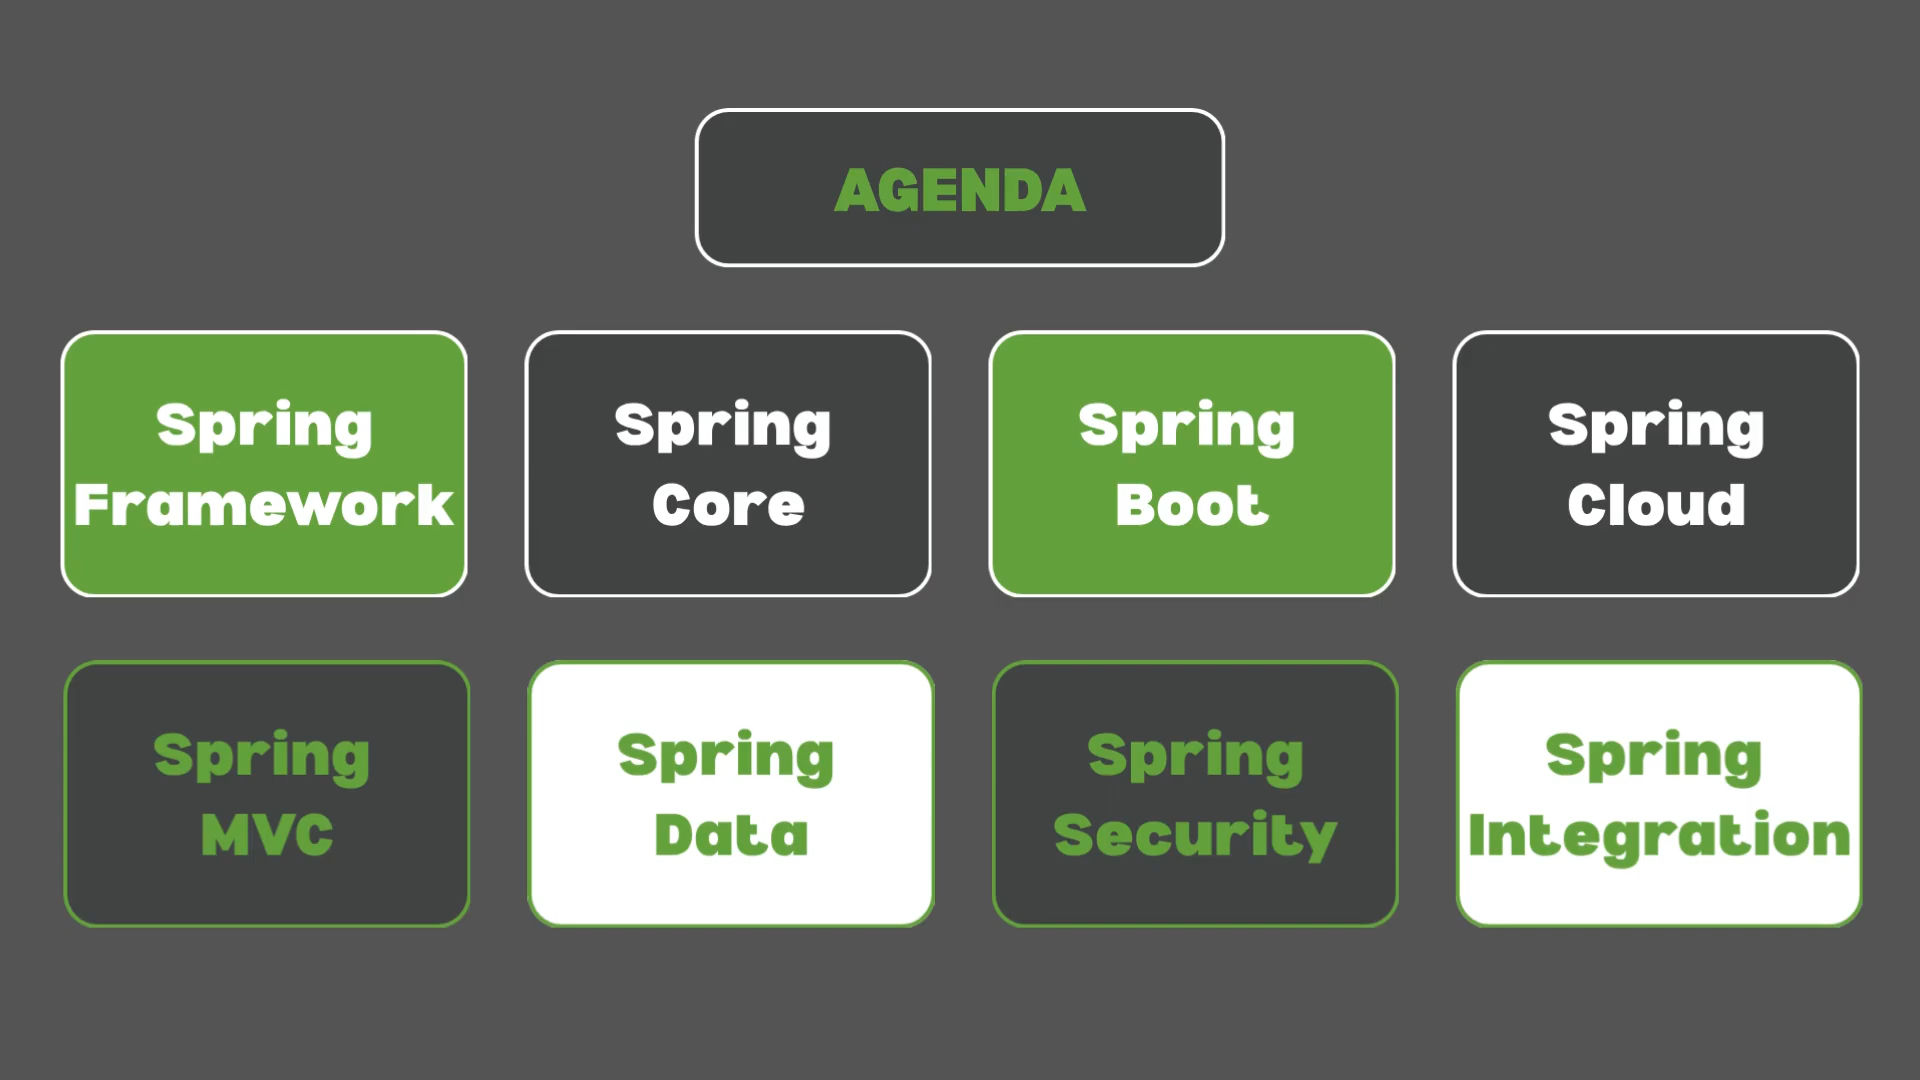 AGENDA
Spring
Framework
Spring
Core
Spring
Boot
Spring
Cloud
Spring
MVC
Spring
Data
Spring
Security
Spring
Integration